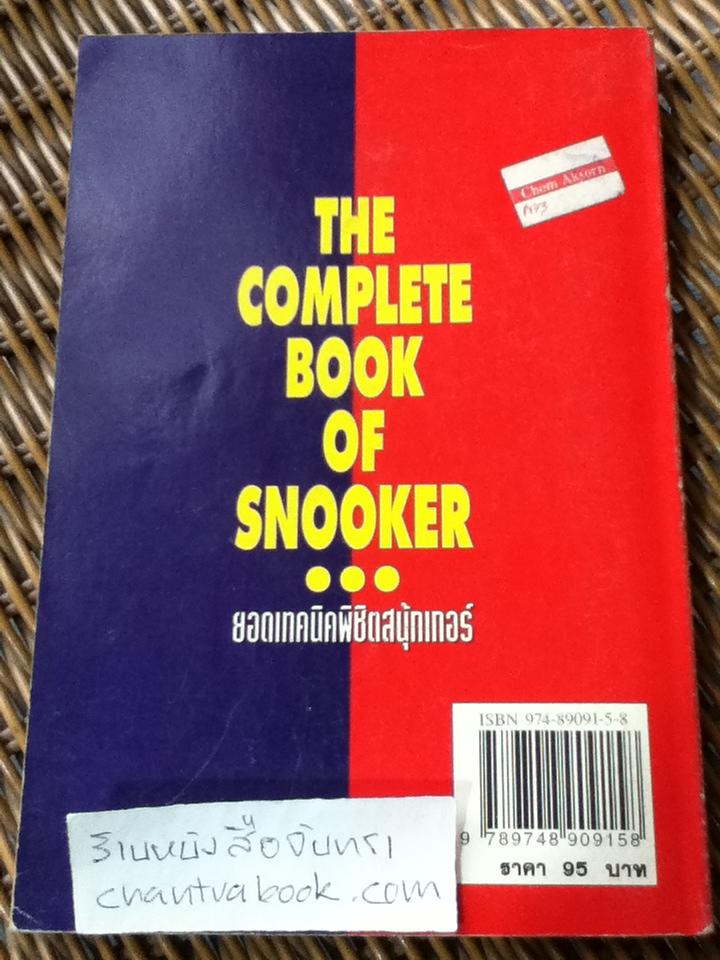 Chom Aksorn
THE
COMPLETE
BOOK
OF
SNOOKER
ยอดเทคนิคพิชิตสนุ้กเกอร์
ISBN 974-89091-5-8
9 789748 909158
ราคา 95 บาท
ร้านหนังสือจันทรา
chantrabook.com